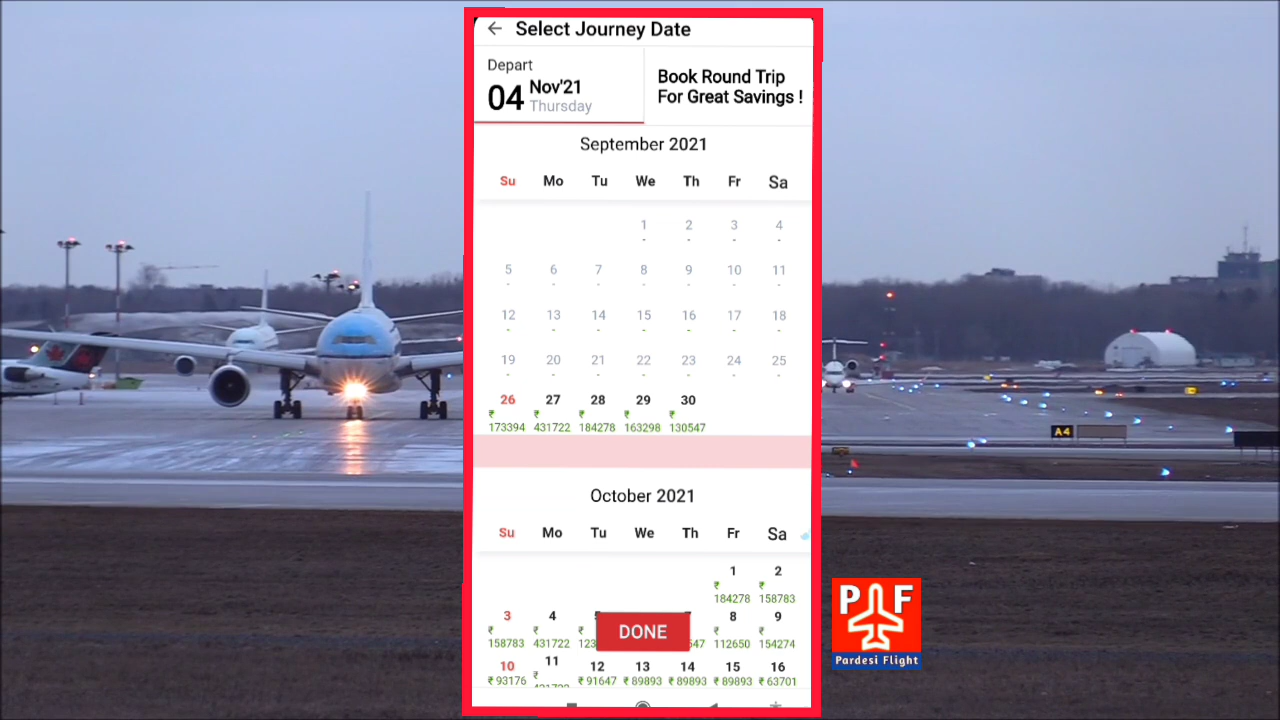 ← Select Journey Date
Depart
04 Nov'21
Thursday
Book Round Trip
For Great Savings !
September 2021
Su Mo Tu We Th Fr Sa
1 2 3 4
- - - -
5 6 7 8 9 10 11
- - - - - - -
12 13 14 15 16 17 18
- - - - - - -
19 20 21 22 23 24 25
- - - - - - -
26 27 28 29 30
₹ ₹ ₹ ₹ ₹
173394 431722 184278 163298 130547
October 2021
Su Mo Tu We Th Fr Sa
1 2
₹ ₹
184278 158783
3 4 8 9
₹ ₹ ₹ ₹ ₹
158783 431722 112650 154274
DONE
10 11 12 13 14 15 16
₹ 93176 ₹ ₹ 91647 ₹ 89893 ₹ 89893 ₹ 89893 ₹ 63701
A4
P F
Pardesi Flight